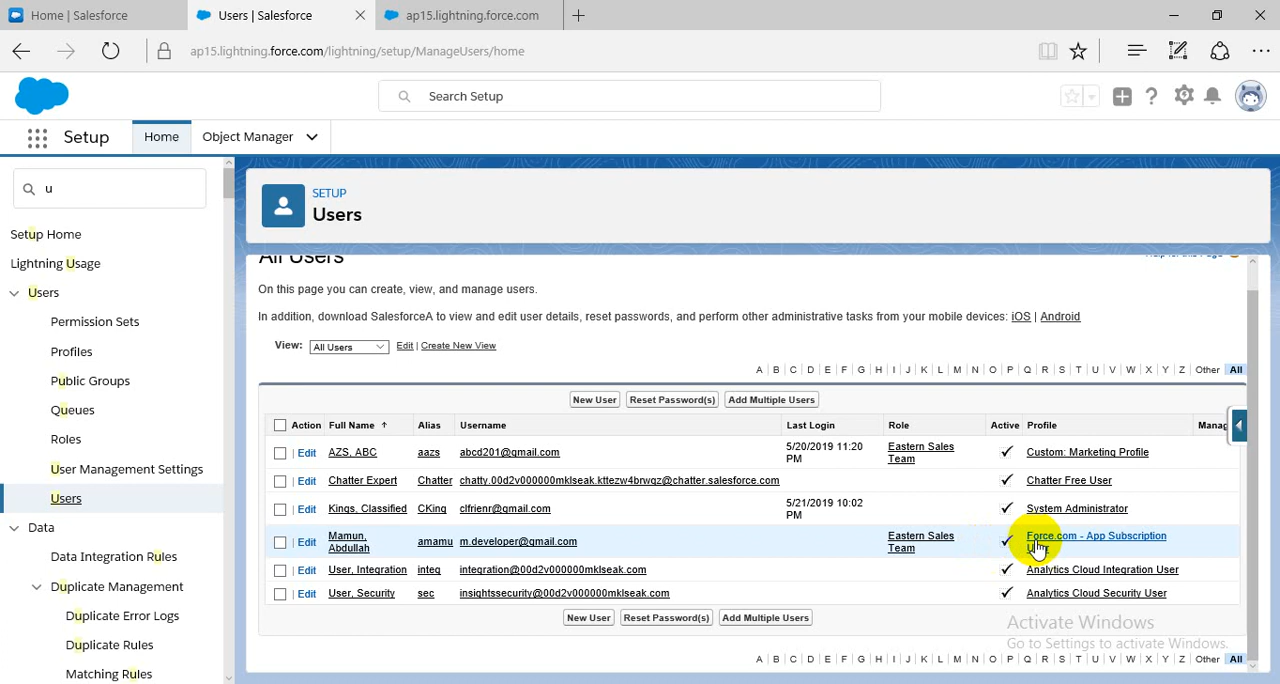 Home | Salesforce
Users | Salesforce
ap15.lightning.force.com
ap15.lightning.force.com/lightning/setup/ManageUsers/home
Search Setup
Setup
Home
Object Manager
u
Setup Home
Lightning Usage
Users
Permission Sets
Profiles
Public Groups
Queues
Roles
User Management Settings
Users
Data
Data Integration Rules
Duplicate Management
Duplicate Error Logs
Duplicate Rules
Matching Rules
SETUP
Users
All Users
Help for this Page
On this page you can create, view, and manage users.
In addition, download SalesforceA to view and edit user details, reset passwords, and perform other administrative tasks from your mobile devices: iOS | Android
View: All Users Edit | Create New View
A | B | C | D | E | F | G | H | I | J | K | L | M | N | O | P | Q | R | S | T | U | V | W | X | Y | Z | Other All
New User Reset Password(s) Add Multiple Users
Action Full Name Alias Username Last Login Role Active Profile Manag
Edit AZS, ABC aazs abcd201@gmail.com 5/20/2019 11:20 PM Eastern Sales Team Custom: Marketing Profile
Edit Chatter Expert Chatter chatty.00d2v000000mklseak.kttezw4brwqz@chatter.salesforce.com Chatter Free User
Edit Kings, Classified CKing clfrienr@gmail.com 5/21/2019 10:02 PM System Administrator
Edit Mamun, Abdullah amamu m.developer@gmail.com Eastern Sales Team Force.com - App Subscription
Edit User, Integration integ integration@00d2v000000mklseak.com Analytics Cloud Integration User
Edit User, Security sec insightssecurity@00d2v000000mklseak.com Analytics Cloud Security User
New User Reset Password(s) Add Multiple Users
Activate Windows
Go to Settings to activate Windows.
A | B | C | D | E | F | G | H | I | J | K | L | M | N | O | P | Q | R | S | T | U | V | W | X | Y | Z | Other All